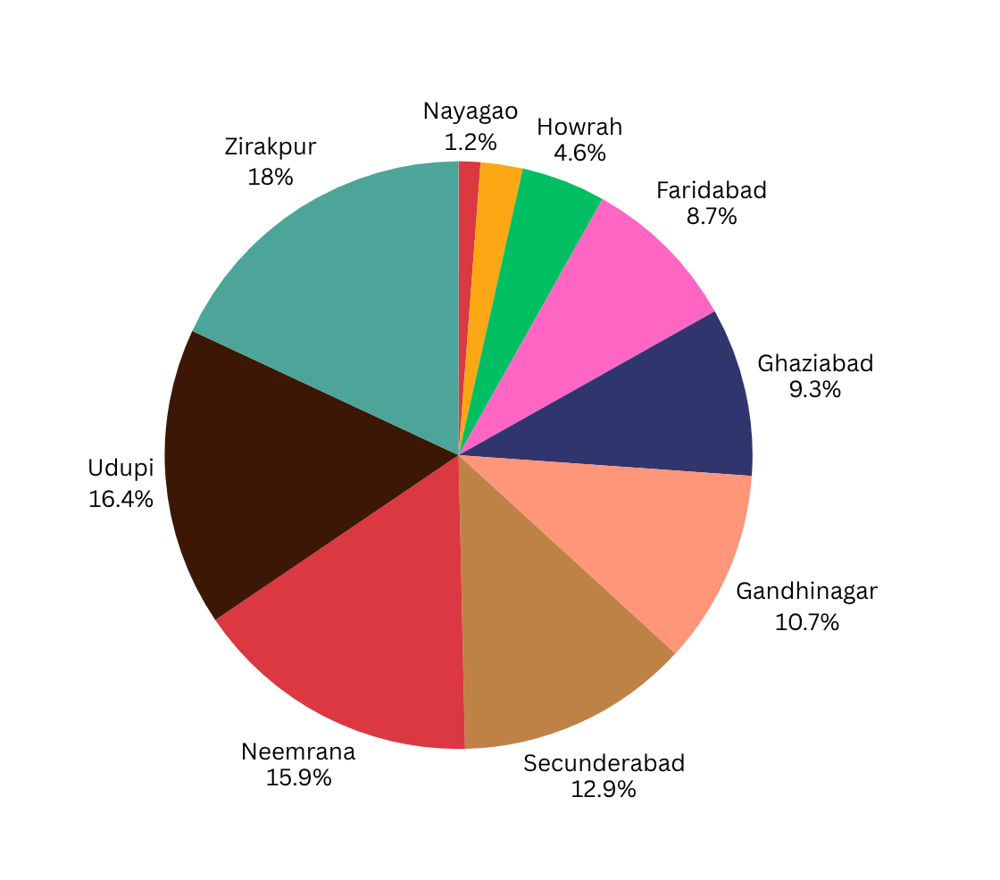 Nayagao
1.2%
Howrah
4.6%
Faridabad
8.7%
Ghaziabad
9.3%
Gandhinagar
10.7%
Secunderabad
12.9%
Neemrana
15.9%
Udupi
16.4%
Zirakpur
18%